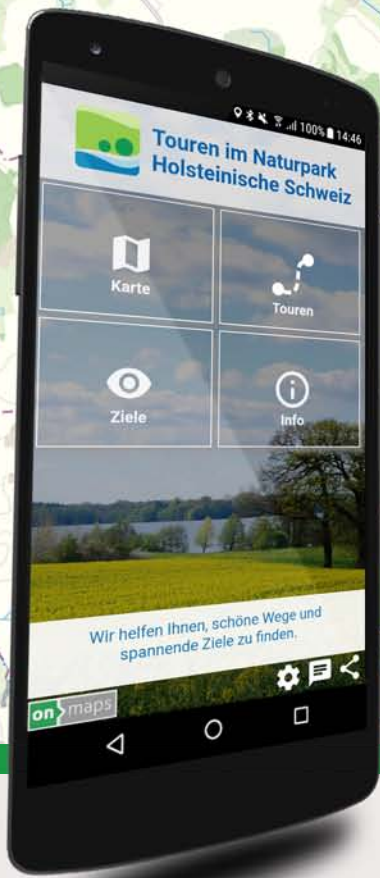 100% 14:46
Touren im Naturpark
Holsteinische Schweiz
Karte
Touren
Ziele
Info
Wir helfen Ihnen, schöne Wege und
spannende Ziele zu finden.
on maps